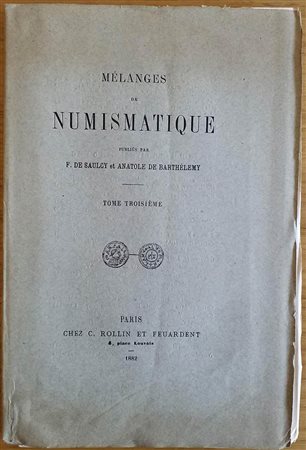 MÉLANGES
DE
NUMISMATIQUE
PUBLIÉS PAR
F. DE SAULCY et ANATOLE DE BARTHÉLEMY
TOME TROISIÈME
PARIS
CHEZ C. ROLLIN ET FEUARDENT
4, place Louvois
1882